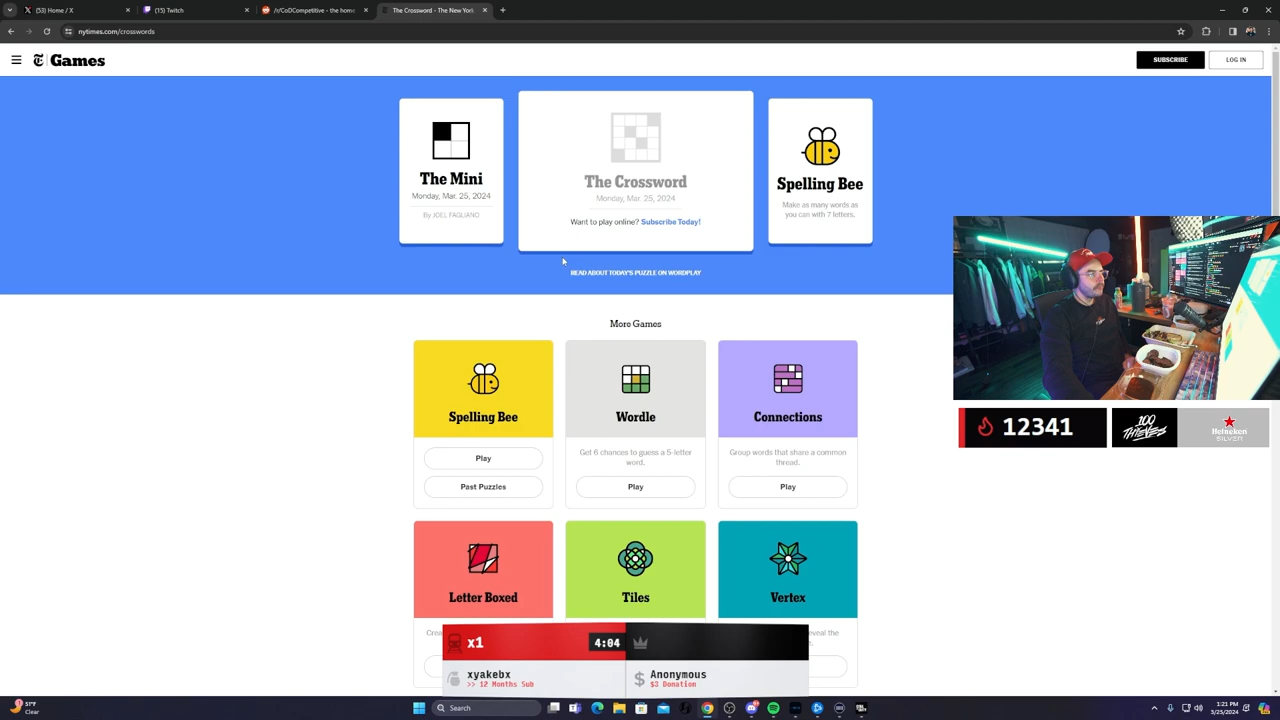 (53) Home / X
(15) Twitch
/r/CoDCompetitive - the home
The Crossword - The New York
nytimes.com/crosswords
Games
SUBSCRIBE
LOG IN
The Mini
Monday, Mar. 25, 2024
By JOEL FAGLIANO
The Crossword
Monday, Mar. 25, 2024
Want to play online? Subscribe Today!
Spelling Bee
Make as many words as
you can with 7 letters.
READ ABOUT TODAY'S PUZZLE ON WORDPLAY
More Games
Spelling Bee
Play
Past Puzzles
Wordle
Get 6 chances to guess a 5-letter
word.
Play
Connections
Group words that share a common
thread.
Play
12341
100
THIEVES
Heineken
SILVER
Letter Boxed
Tiles
Vertex
Crea
eveal the
x1
4:04
xyakebx
>> 12 Months Sub
Anonymous
$3 Donation
51°F
Clear
Search
1:21 PM
3/25/2024